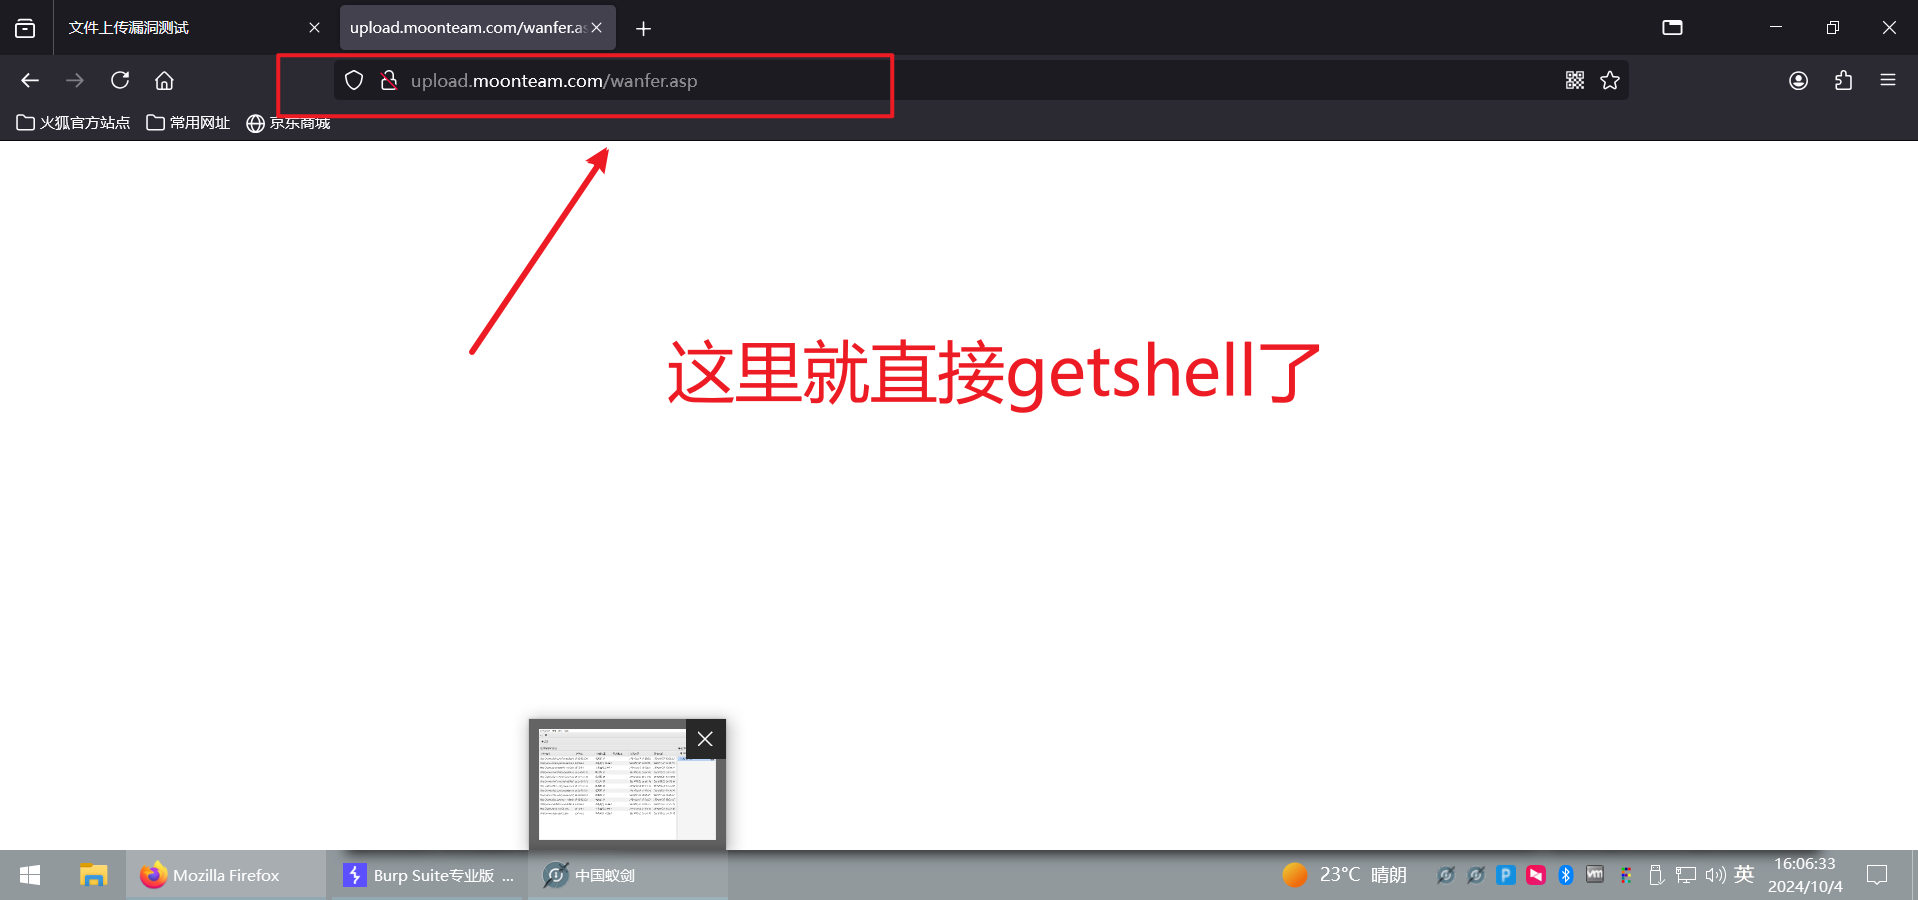 文件上传漏洞测试
upload.moonteam.com/wanfer.as
upload.moonteam.com/wanfer.asp
火狐官方站点
常用网址
京东商城
这里就直接getshell了
Mozilla Firefox
Burp Suite专业版 ...
中国蚁剑
23°C 晴朗
英
16:06:33
2024/10/4